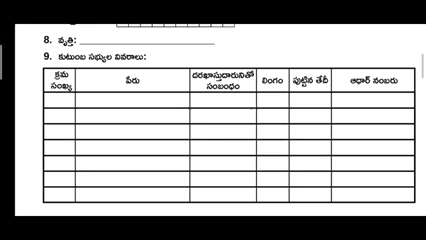 8. వృత్తి:
9. కుటుంబ సభ్యుల వివరాలు:
క్రమ సంఖ్య పేరు దరఖాస్తుదారునితో సంబంధం లింగం పుట్టిన తేదీ ఆధార్ నంబరు